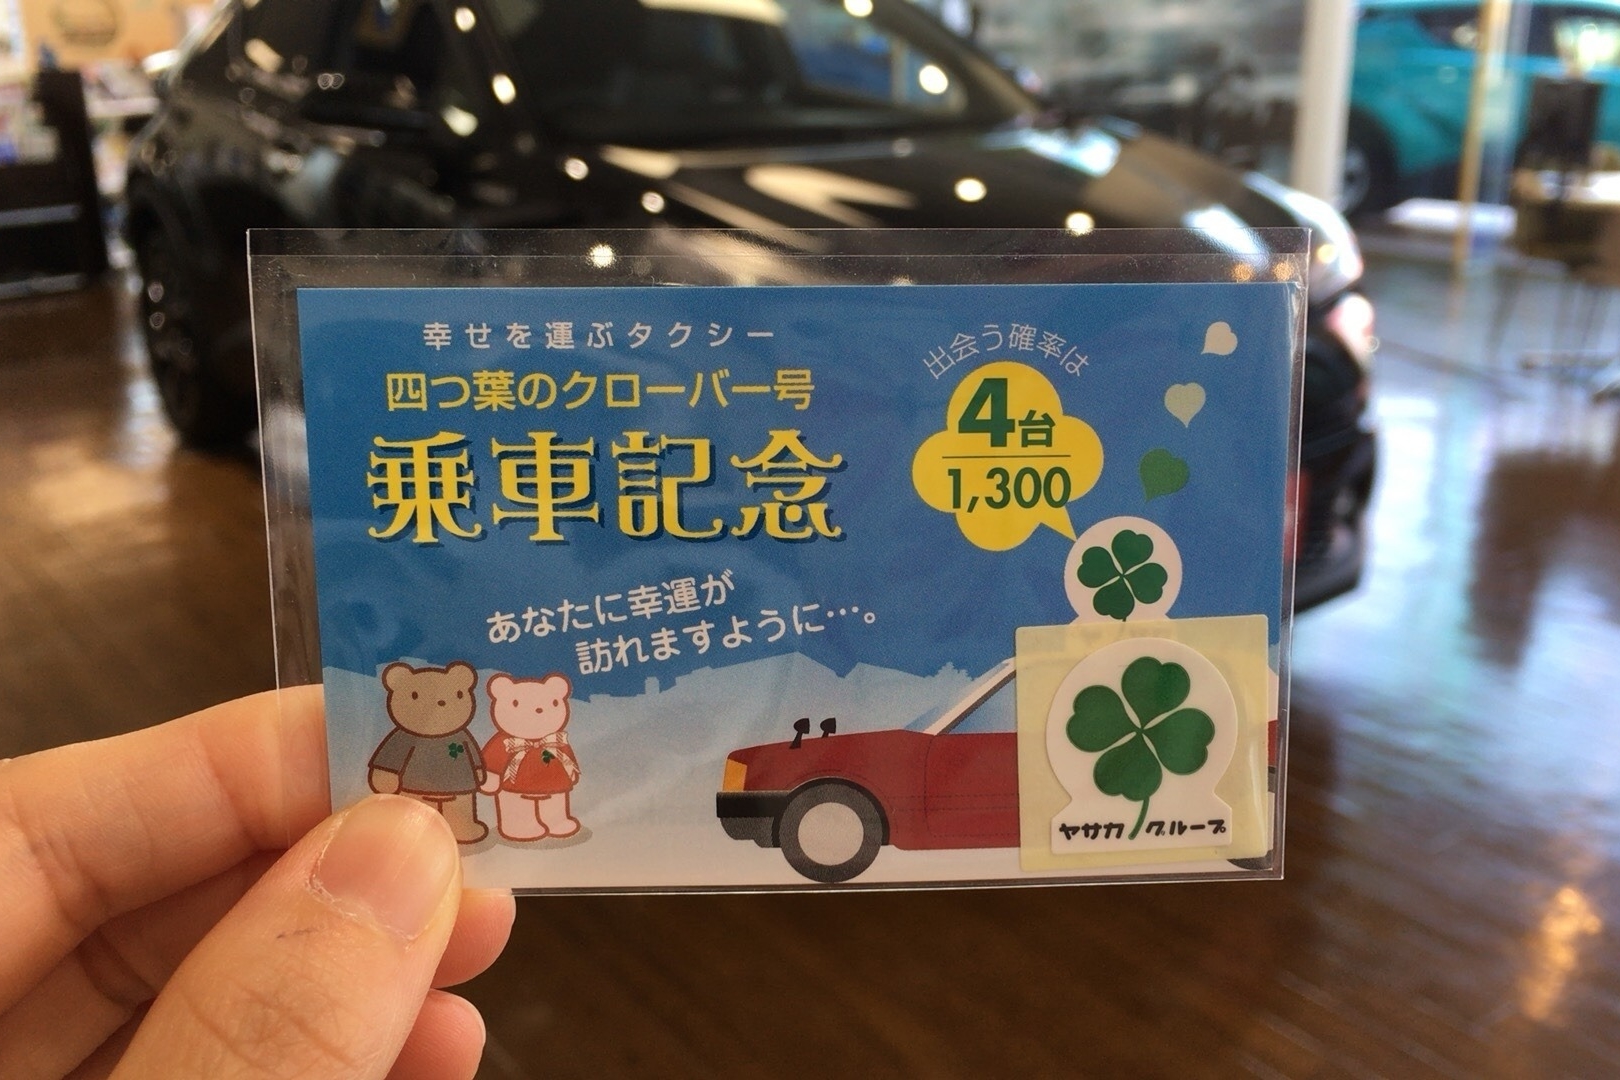 幸せを運ぶタクシー
四つ葉のクローバー号
乗車記念
出会う確率は
4台
1,300
あなたに幸運が
訪れますように…。
ヤサカグループ